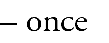 – once